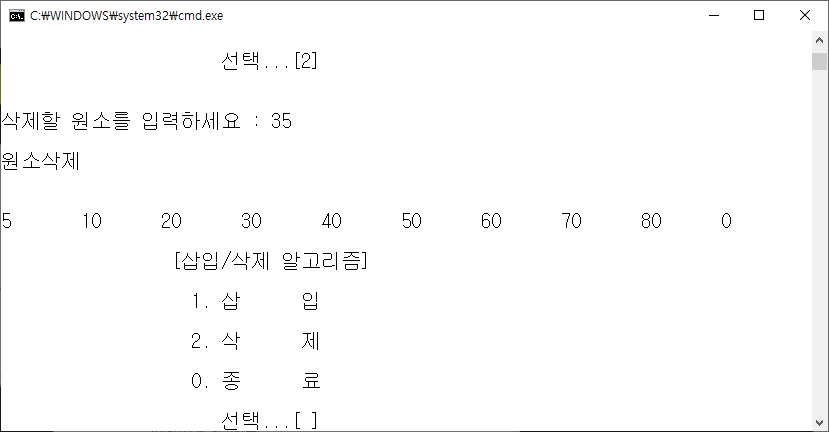 C:₩WINDOWS₩system32₩cmd.exe
선택...[2]
삭제할 원소를 입력하세요 : 35
원소삭제
5 10 20 30 40 50 60 70 80 0
[삽입/삭제 알고리즘]
1. 삽 입
2. 삭 제
0. 종 료
선택...[ ]